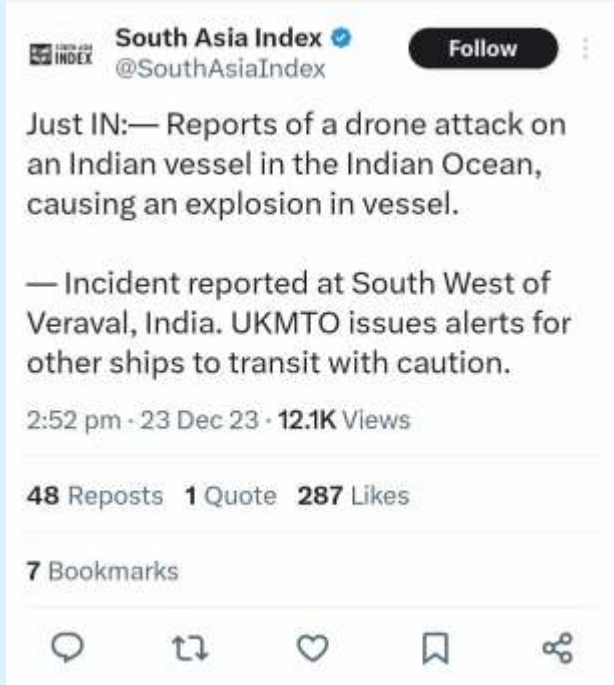 South Asia Index
@SouthAsiaIndex
Follow
INDEX
Just IN:— Reports of a drone attack on
an Indian vessel in the Indian Ocean,
causing an explosion in vessel.
— Incident reported at South West of
Veraval, India. UKMTO issues alerts for
other ships to transit with caution.
2:52 pm · 23 Dec 23 · 12.1K Views
48 Reposts 1 Quote 287 Likes
7 Bookmarks